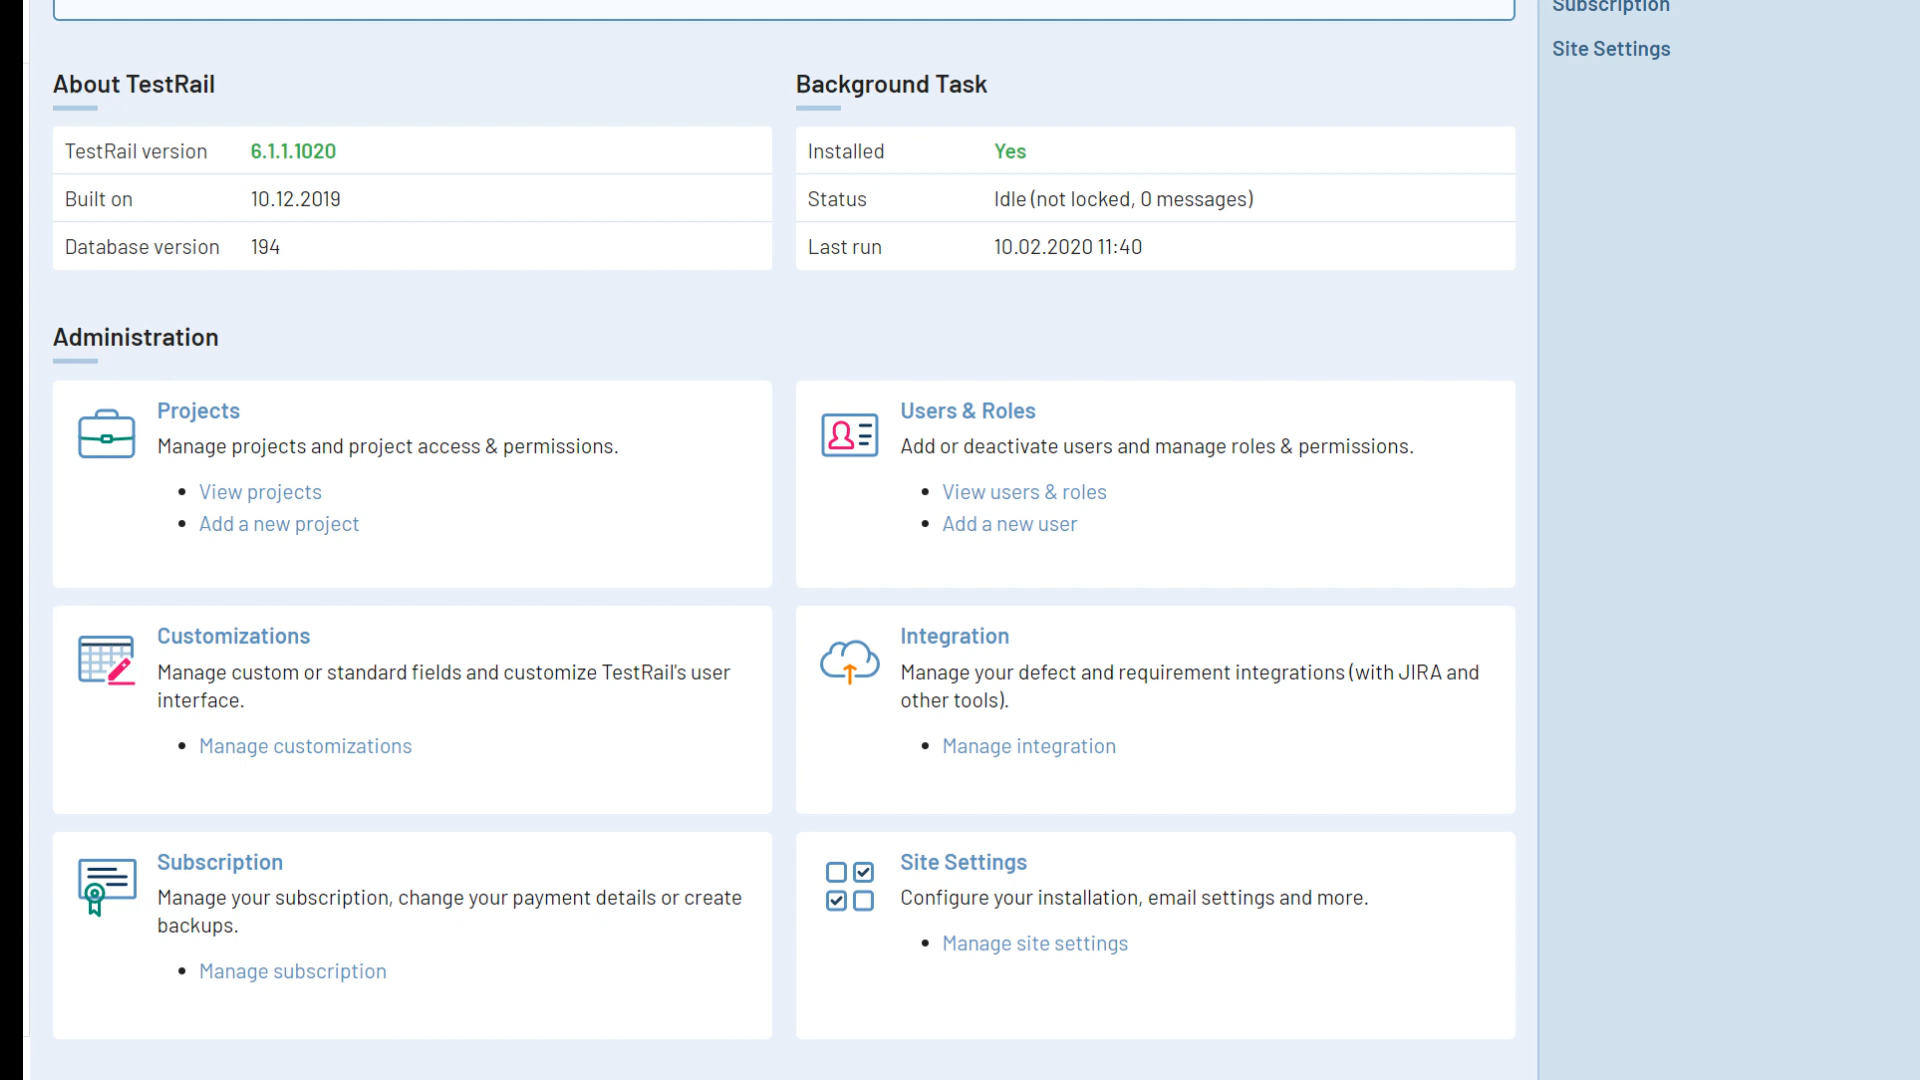 Subscription
Site Settings
About TestRail
TestRail version 6.1.1.1020
Built on 10.12.2019
Database version 194
Background Task
Installed Yes
Status Idle (not locked, 0 messages)
Last run 10.02.2020 11:40
Administration
Projects
Manage projects and project access & permissions.
View projects
Add a new project
Users & Roles
Add or deactivate users and manage roles & permissions.
View users & roles
Add a new user
Customizations
Manage custom or standard fields and customize TestRail's user
interface.
Manage customizations
Integration
Manage your defect and requirement integrations (with JIRA and
other tools).
Manage integration
Subscription
Manage your subscription, change your payment details or create
backups.
Manage subscription
Site Settings
Configure your installation, email settings and more.
Manage site settings